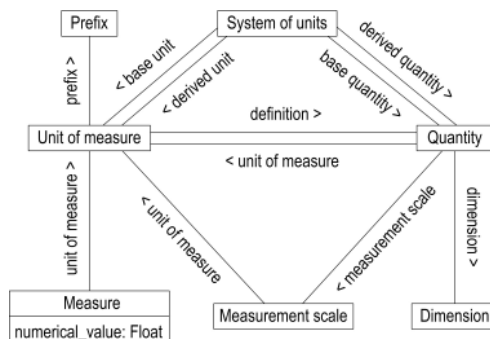 Prefix
System of units
prefix >
< base unit
< derived unit
derived quantity >
base quantity >
definition >
Unit of measure
Quantity
< unit of measure
unit of measure >
< unit of measure
< measurement scale
dimension >
Measure
numerical_value: Float
Measurement scale
Dimension